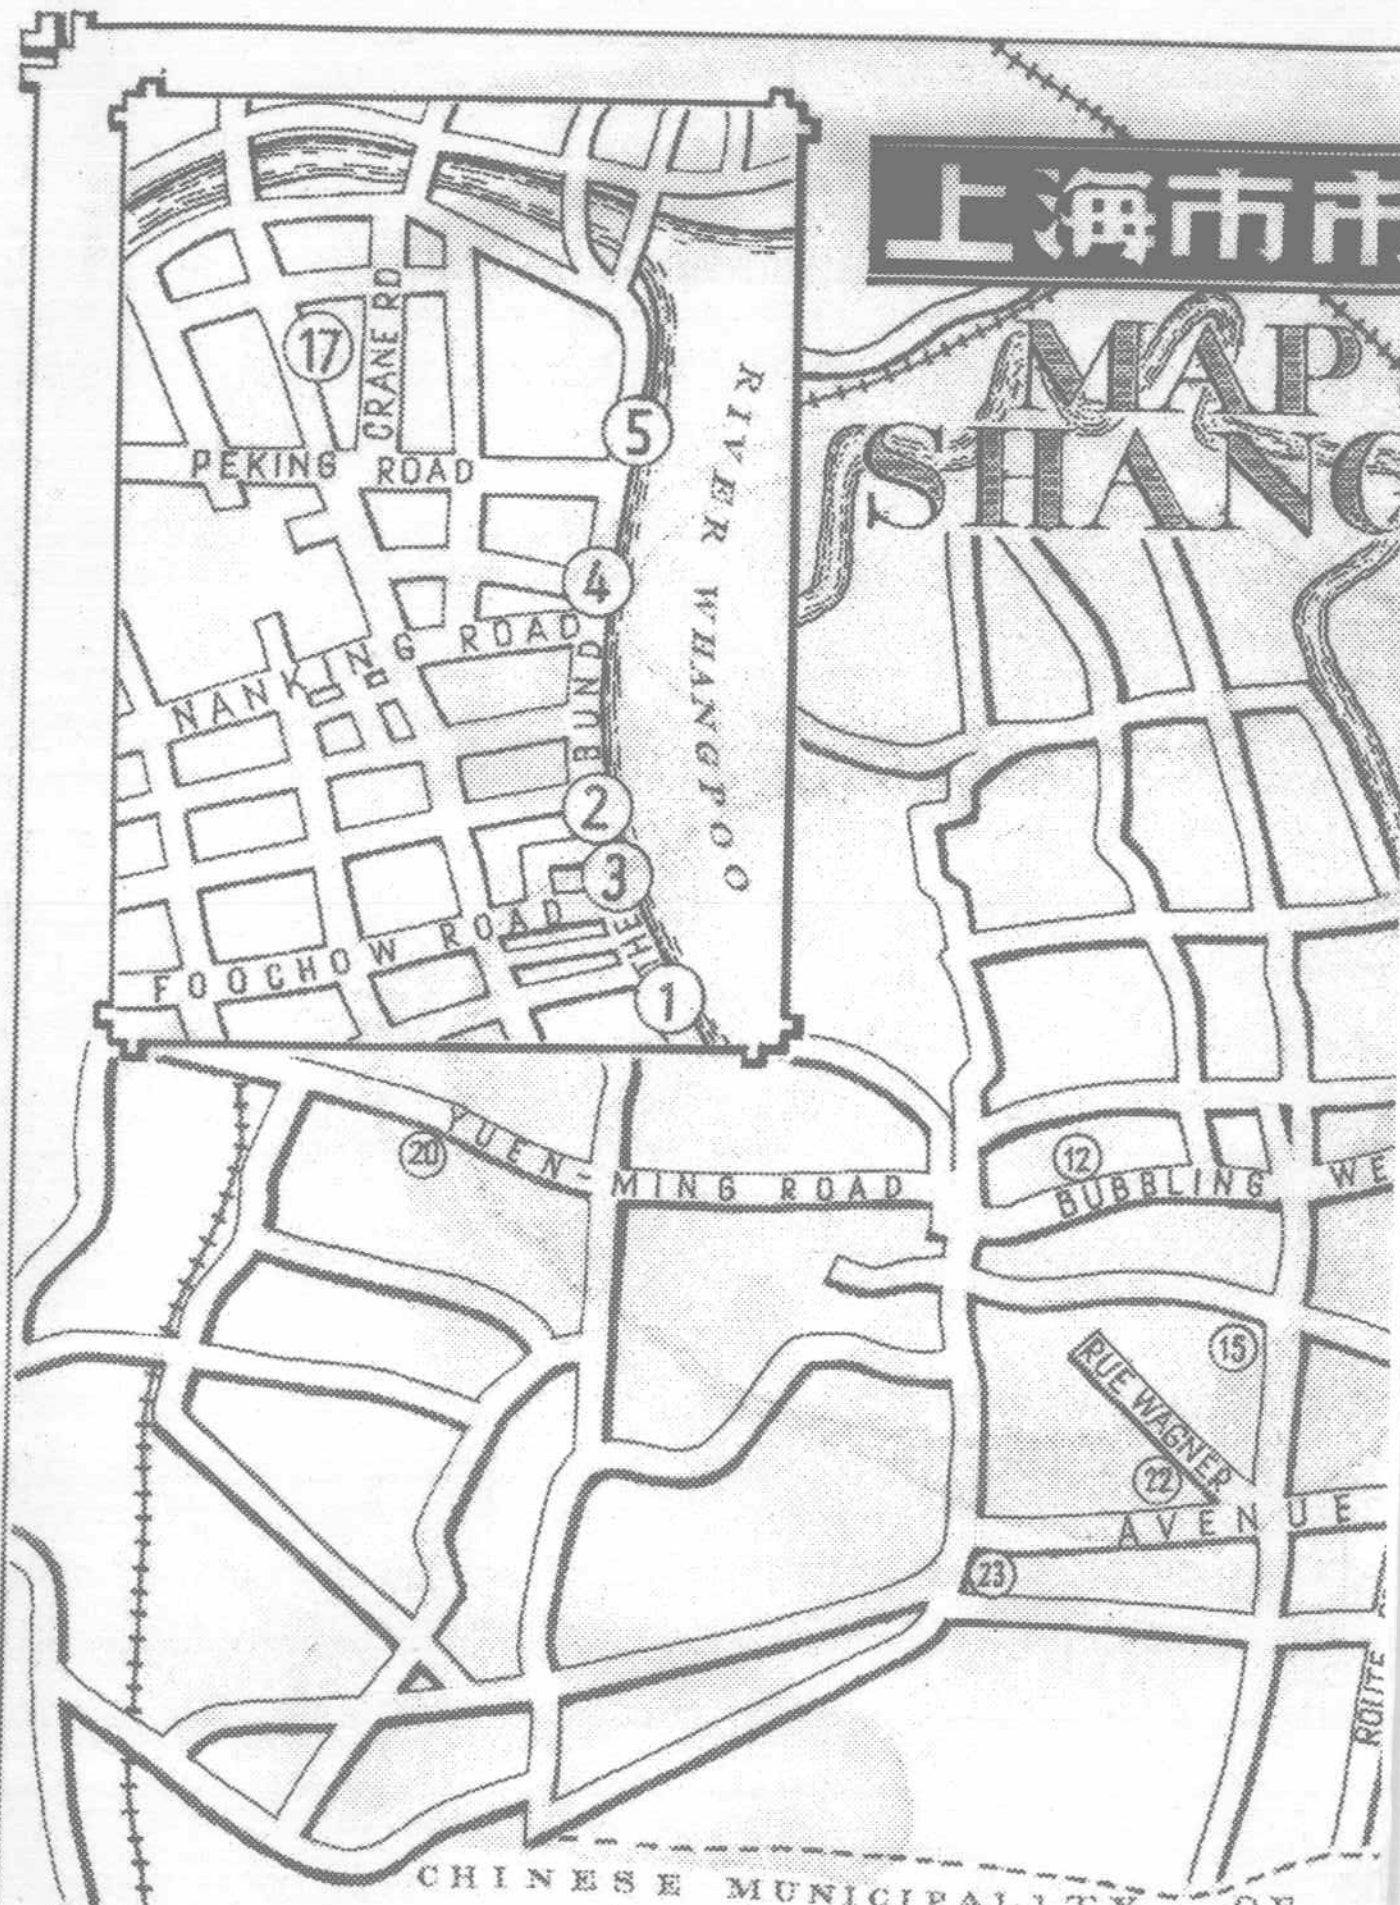 上海市市
MAP
SHANG
17
CRANE RD
5
PEKING ROAD
RIVER WHANGPOO
4
NANKING ROAD
BUND
2
3
FOOCHOW ROAD
THE
1
YUEN-MING ROAD
20
12
BUBBLING WE
15
RUE WAGNER
22
AVENUE
23
ROUTE
CHINESE MUNICIPALITY OF